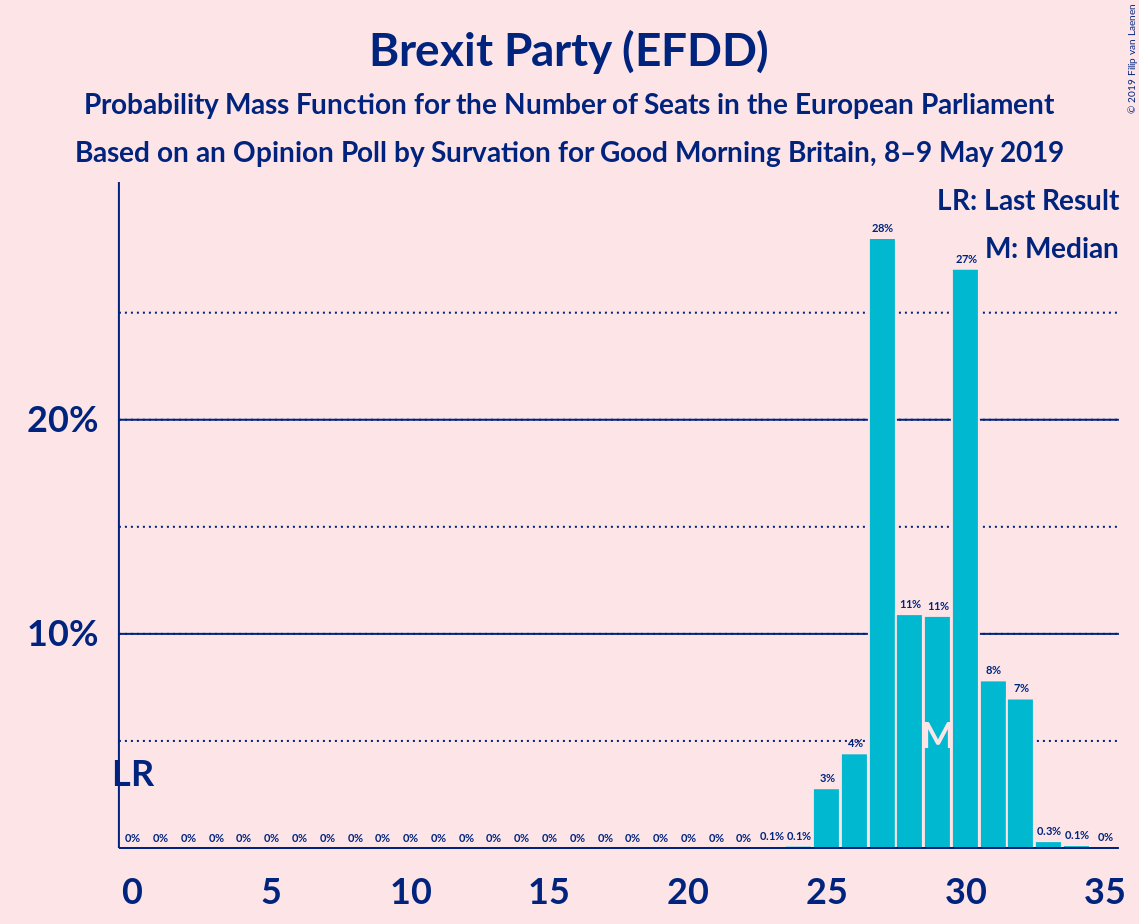 Brexit Party (EFDD)
Probability Mass Function for the Number of Seats in the European Parliament
Based on an Opinion Poll by Survation for Good Morning Britain, 8–9 May 2019
© 2019 Filip van Laenen
LR: Last Result
M: Median
28%
27%
20%
11% 11%
10%
8%
7%
4%
M
3%
LR
0% 0% 0% 0% 0% 0% 0% 0% 0% 0% 0% 0% 0% 0% 0% 0% 0% 0% 0% 0% 0% 0% 0% 0.1% 0.1% 0.3% 0.1% 0%
0 5 10 15 20 25 30 35